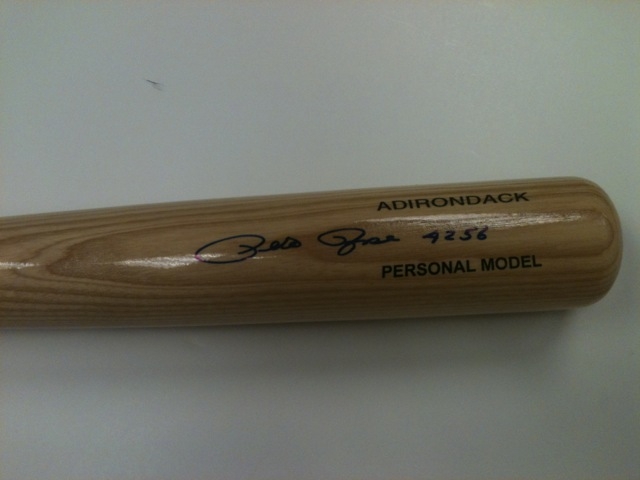 ADIRONDACK
Pete Rose 4256
PERSONAL MODEL